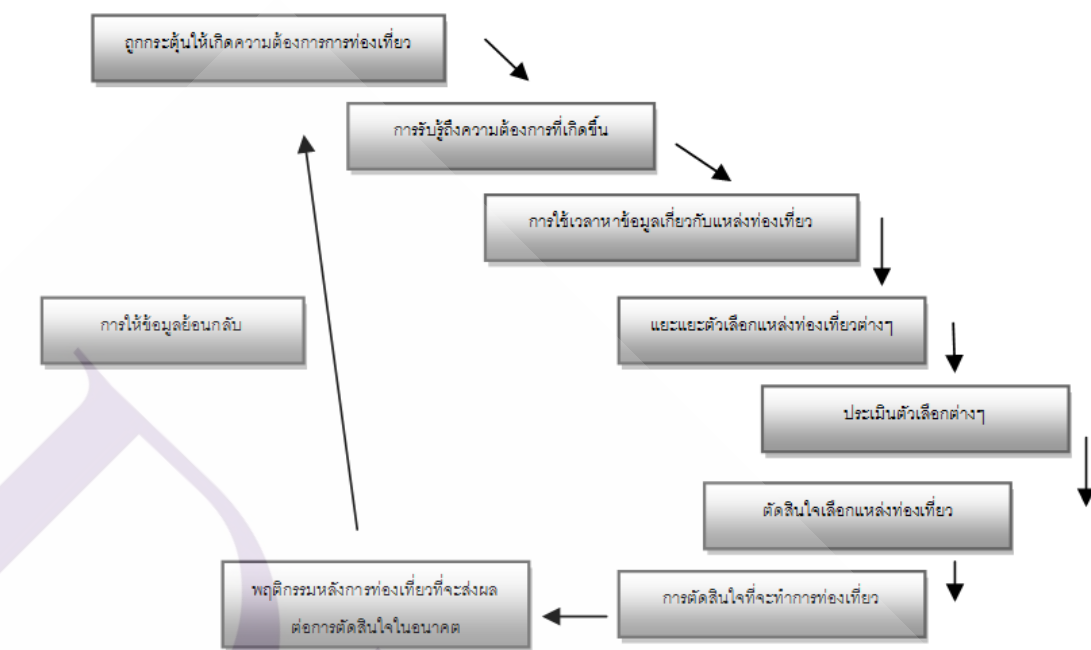 ถูกกระตุ้นให้เกิดความต้องการการท่องเที่ยว
การรับรู้ถึงความต้องการที่เกิดขึ้น
การใช้เวลาหาข้อมูลเกี่ยวกับแหล่งท่องเที่ยว
การให้ข้อมูลย้อนกลับ
แยะแยะตัวเลือกแหล่งท่องเที่ยวต่างๆ
ประเมินตัวเลือกต่างๆ
ตัดสินใจเลือกแหล่งท่องเที่ยว
การตัดสินใจที่จะทำการท่องเที่ยว
พฤติกรรมหลังการท่องเที่ยวที่จะส่งผล
ต่อการตัดสินใจในอนาคต